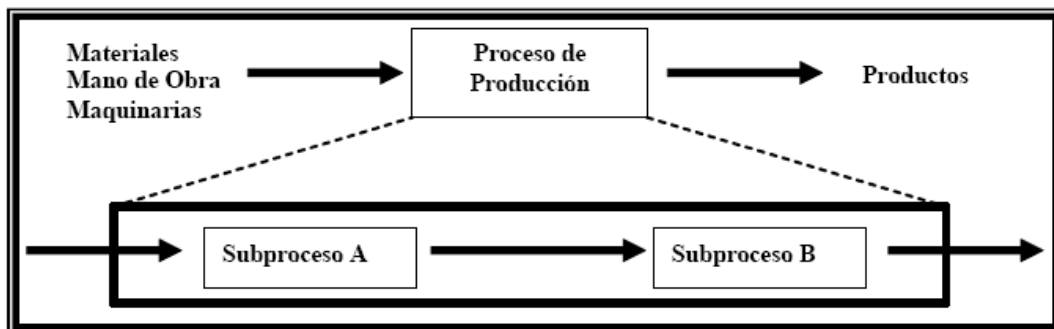 Materiales
Mano de Obra
Maquinarias
Proceso de
Producción
Productos
Subproceso A
Subproceso B